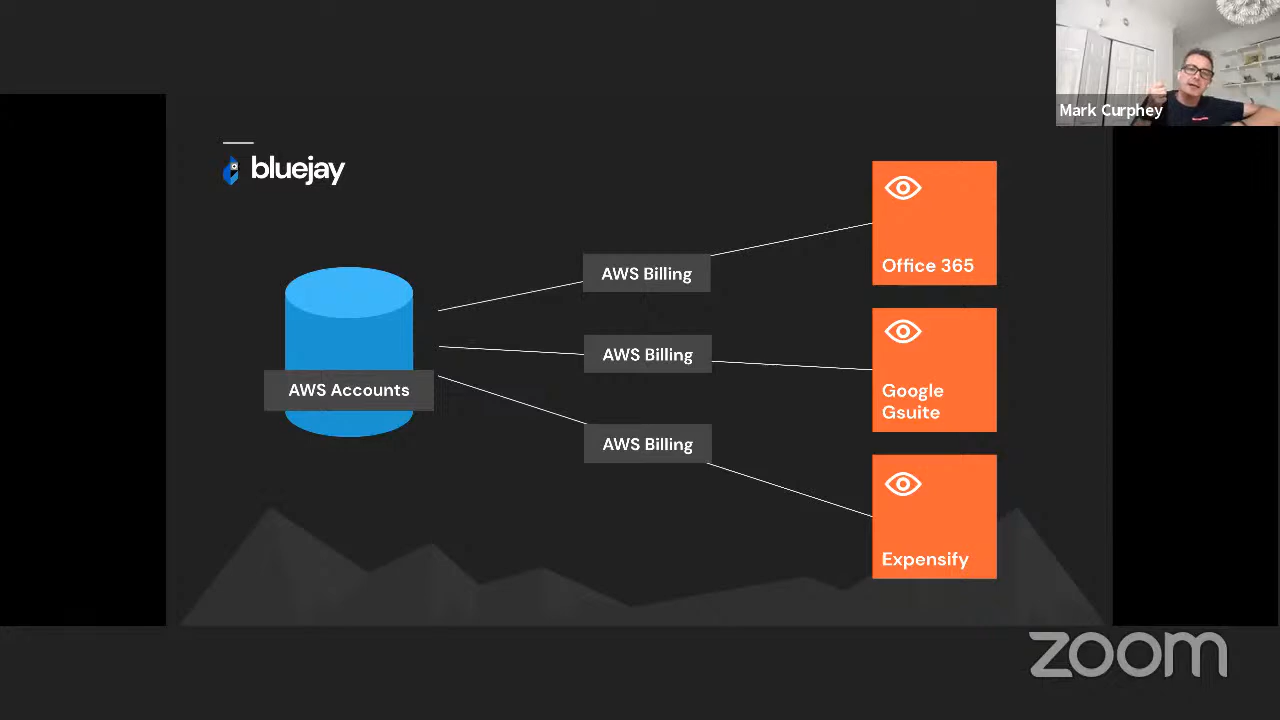 Mark Curphey
bluejay
Office 365
AWS Billing
AWS Billing
AWS Accounts
Google
Gsuite
AWS Billing
Expensify
zoom